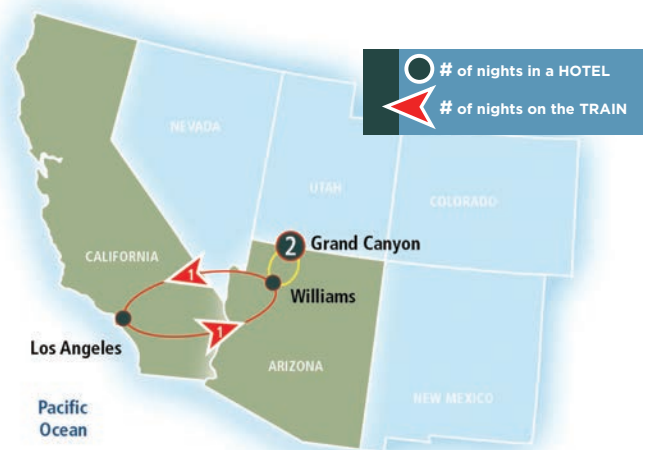 # of nights in a HOTEL
# of nights on the TRAIN
NEVADA
UTAH
COLORADO
2 Grand Canyon
CALIFORNIA
1
Williams
Los Angeles
1
ARIZONA
NEW MEXICO
Pacific
Ocean